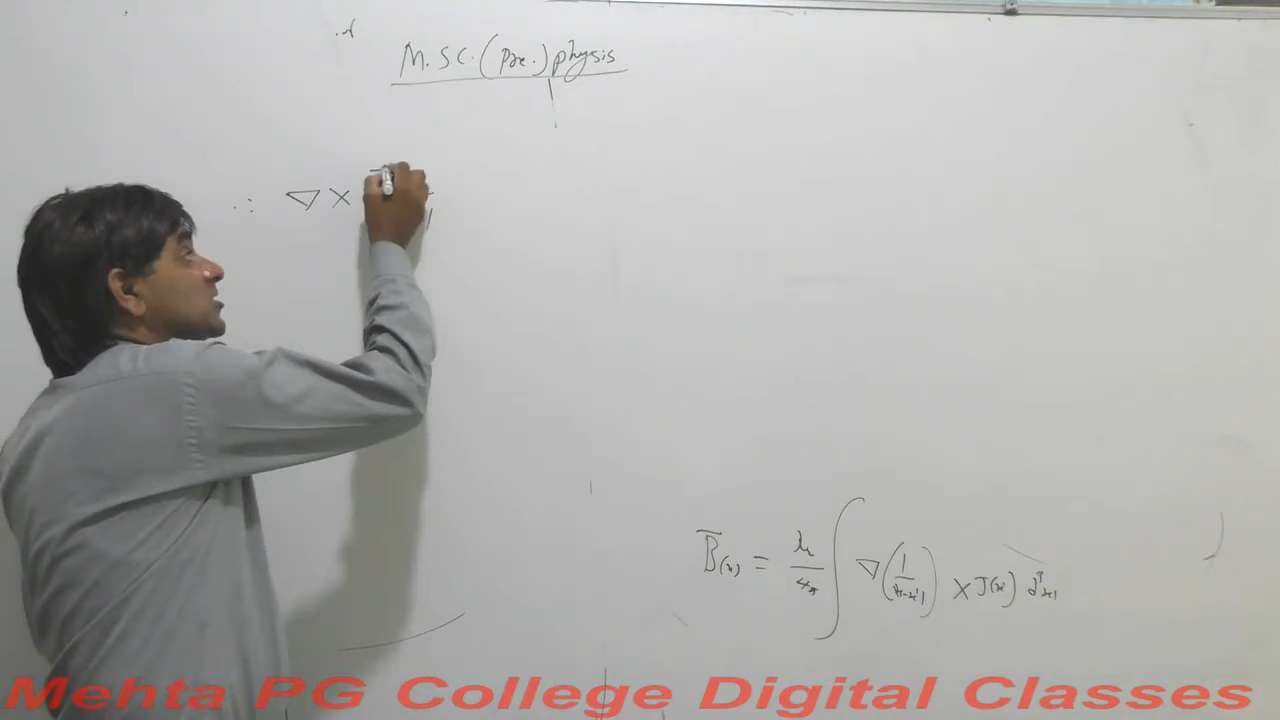 M.SC.(Pre.) physis
∵ ∇ ×
B̅(x) = μ/4π ∫ ∇(1/|x-x'|) × J(x') d³x'
Mehta PG College Digital Classes